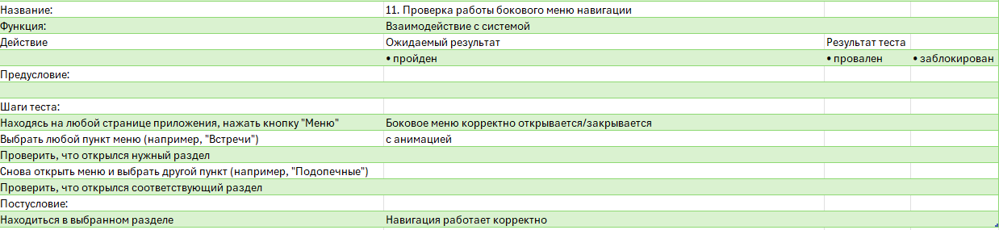 Название: 11. Проверка работы бокового меню навигации
Функция: Взаимодействие с системой
Действие Ожидаемый результат Результат теста
• пройден • провален • заблокирован
Предусловие:
Шаги теста:
Находясь на любой странице приложения, нажать кнопку "Меню" Боковое меню корректно открывается/закрывается
Выбрать любой пункт меню (например, "Встречи") с анимацией
Проверить, что открылся нужный раздел
Снова открыть меню и выбрать другой пункт (например, "Подопечные")
Проверить, что открылся соответствующий раздел
Постусловие:
Находиться в выбранном разделе Навигация работает корректно